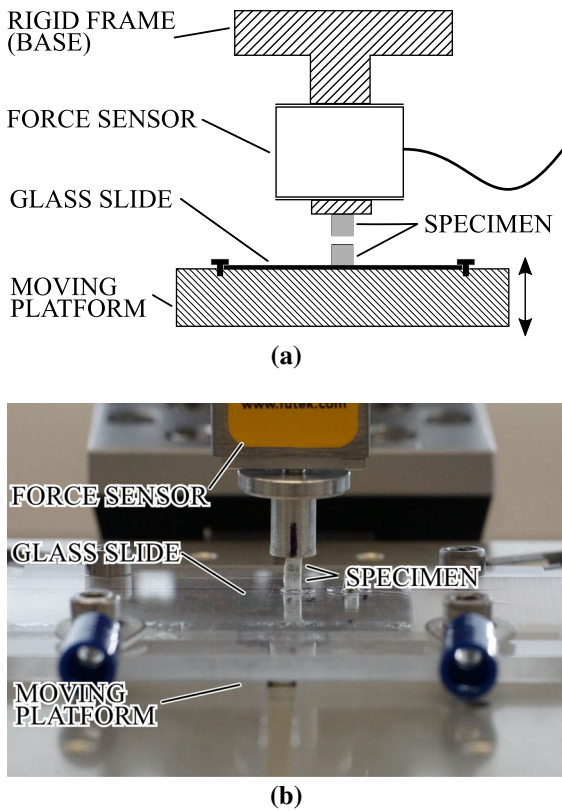 RIGID FRAME
(BASE)
FORCE SENSOR
GLASS SLIDE
SPECIMEN
MOVING
PLATFORM
(a)
www.futek.com
FORCE SENSOR
GLASS SLIDE
SPECIMEN
MOVING
PLATFORM
(b)